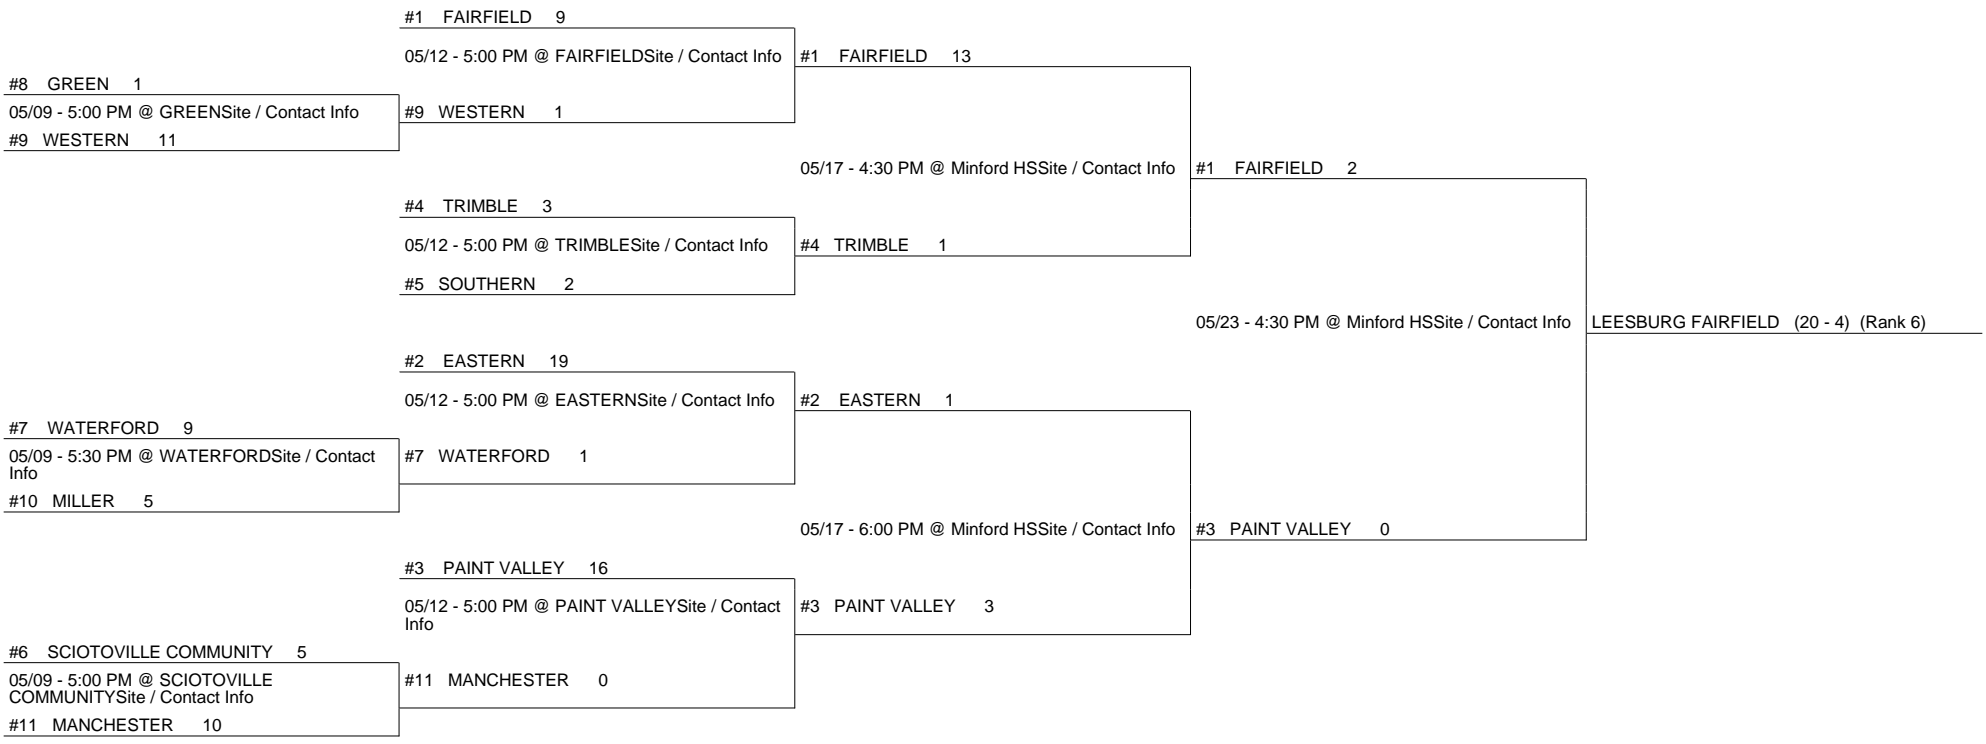 #1 FAIRFIELD 9
05/12 - 5:00 PM @ FAIRFIELDSite / Contact Info
#1 FAIRFIELD 13
#8 GREEN 1
05/09 - 5:00 PM @ GREENSite / Contact Info
#9 WESTERN 1
#9 WESTERN 11
05/17 - 4:30 PM @ Minford HSSite / Contact Info
#1 FAIRFIELD 2
#4 TRIMBLE 3
05/12 - 5:00 PM @ TRIMBLESite / Contact Info
#4 TRIMBLE 1
#5 SOUTHERN 2
05/23 - 4:30 PM @ Minford HSSite / Contact Info
LEESBURG FAIRFIELD (20 - 4) (Rank 6)
#2 EASTERN 19
05/12 - 5:00 PM @ EASTERNSite / Contact Info
#2 EASTERN 1
#7 WATERFORD 9
05/09 - 5:30 PM @ WATERFORDSite / Contact
Info
#7 WATERFORD 1
#10 MILLER 5
05/17 - 6:00 PM @ Minford HSSite / Contact Info
#3 PAINT VALLEY 0
#3 PAINT VALLEY 16
05/12 - 5:00 PM @ PAINT VALLEYSite / Contact
Info
#3 PAINT VALLEY 3
#6 SCIOTOVILLE COMMUNITY 5
05/09 - 5:00 PM @ SCIOTOVILLE
COMMUNITYSite / Contact Info
#11 MANCHESTER 0
#11 MANCHESTER 10